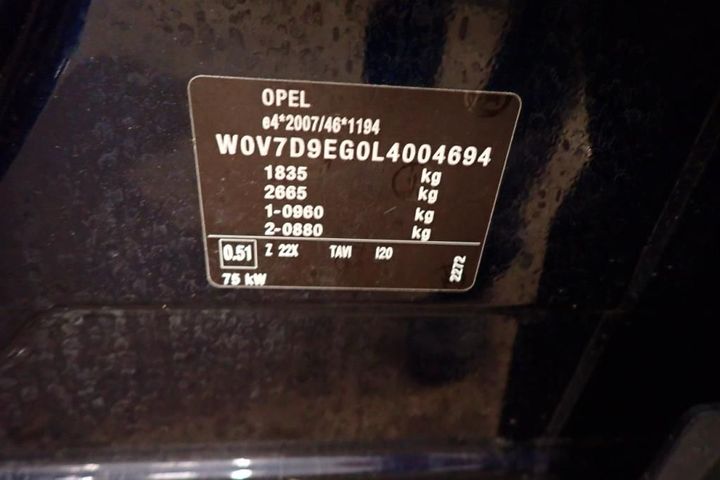 OPEL
e4*2007/46*1194
W0V7D9EG0L4004694
1835 kg
2665 kg
1-0960 kg
2-0880 kg
0.51 Z 22X TAVI I20
75 kW
2272